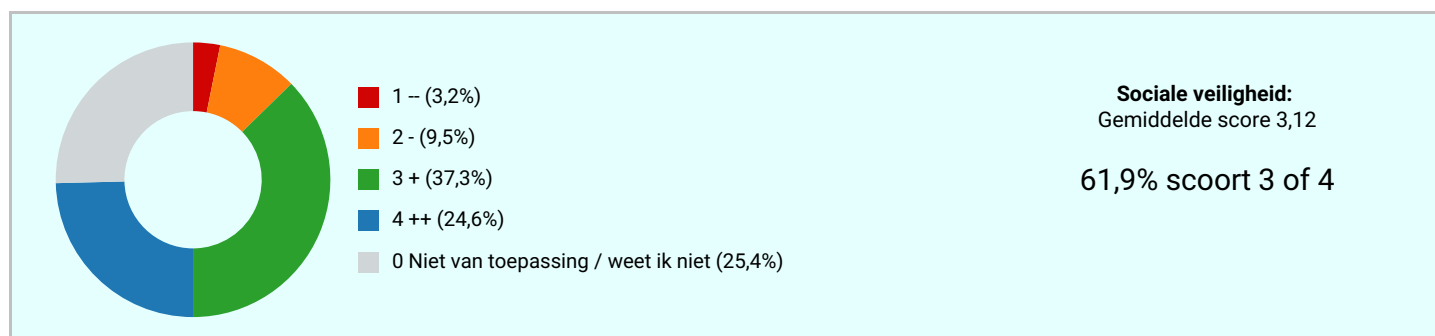 1 -- (3,2%)
2 - (9,5%)
3 + (37,3%)
4 ++ (24,6%)
0 Niet van toepassing / weet ik niet (25,4%)
Sociale veiligheid:
Gemiddelde score 3,12
61,9% scoort 3 of 4